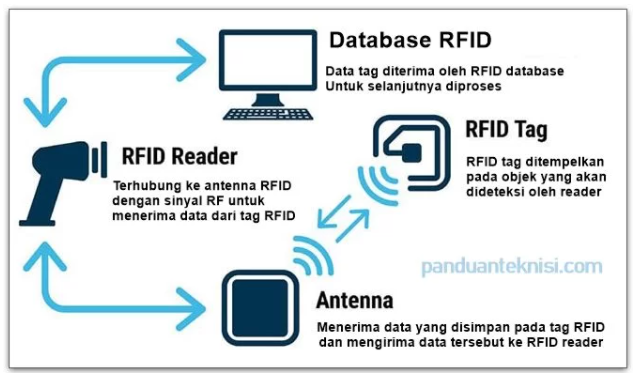 Database RFID
Data tag diterima oleh RFID database
Untuk selanjutnya diproses
RFID Tag
RFID tag ditempelkan
pada objek yang akan
dideteksi oleh reader
RFID Reader
Terhubung ke antenna RFID
dengan sinyal RF untuk
menerima data dari tag RFID
panduanteknisi.com
Antenna
Menerima data yang disimpan pada tag RFID
dan mengirima data tersebut ke RFID reader